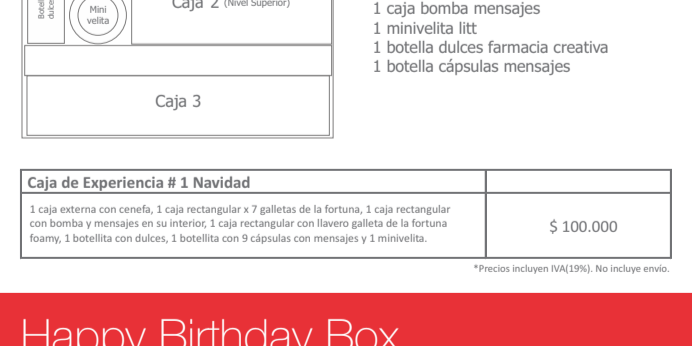 Mini
velita
Caja 2 (Nivel Superior)
Caja 3
1 caja bomba mensajes
1 minivelita litt
1 botella dulces farmacia creativa
1 botella cápsulas mensajes
Caja de Experiencia # 1 Navidad
1 caja externa con cenefa, 1 caja rectangular x 7 galletas de la fortuna, 1 caja rectangular
con bomba y mensajes en su interior, 1 caja rectangular con llavero galleta de la fortuna
foamy, 1 botellita con dulces, 1 botellita con 9 cápsulas con mensajes y 1 minivelita.
$ 100.000
*Precios incluyen IVA(19%). No incluye envío.
Happy Birthday Box